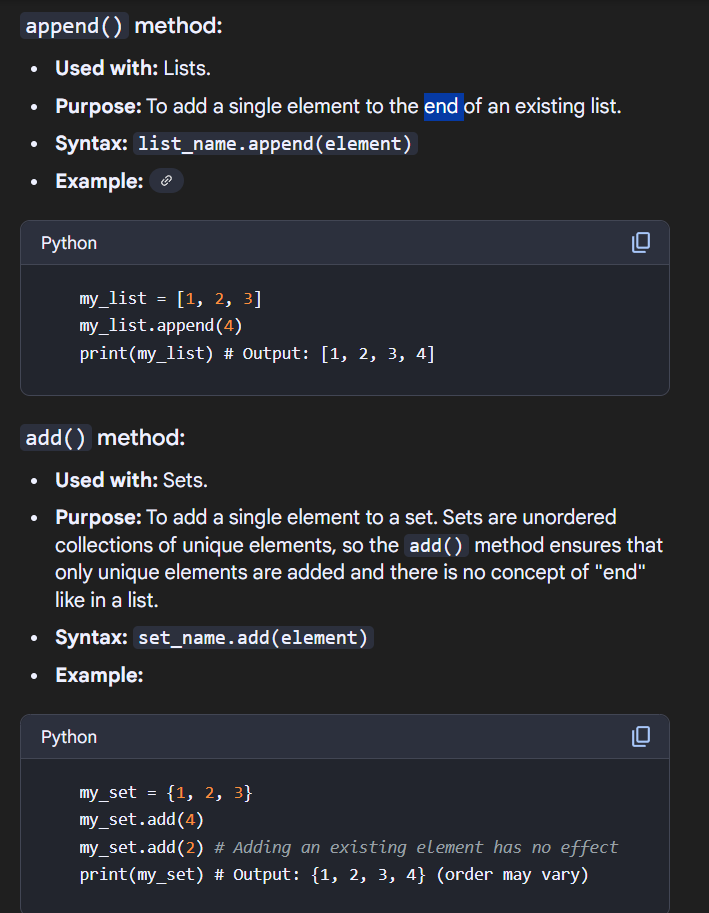 append() method:
• Used with: Lists.
• Purpose: To add a single element to the end of an existing list.
• Syntax: list_name.append(element)
• Example:
Python
my_list = [1, 2, 3]
my_list.append(4)
print(my_list) # Output: [1, 2, 3, 4]
add() method:
• Used with: Sets.
• Purpose: To add a single element to a set. Sets are unordered
collections of unique elements, so the add() method ensures that
only unique elements are added and there is no concept of "end"
like in a list.
• Syntax: set_name.add(element)
• Example:
Python
my_set = {1, 2, 3}
my_set.add(4)
my_set.add(2) # Adding an existing element has no effect
print(my_set) # Output: {1, 2, 3, 4} (order may vary)